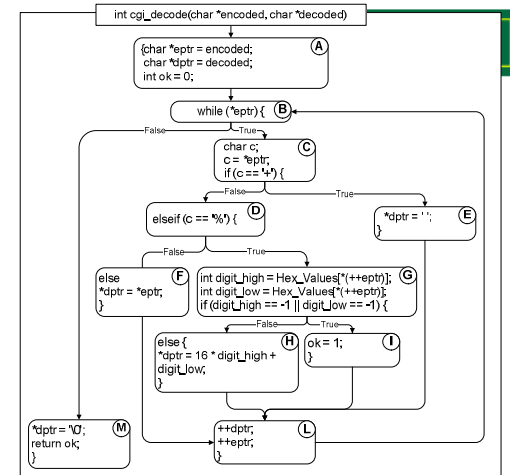 int cgi_decode(char *encoded, char *decoded)
A
{char *eptr = encoded;
char *dptr = decoded;
int ok = 0;
while (*eptr) {
B
False
True
C
char c;
c = *eptr;
if (c == '+') {
False
True
D
elseif (c == '%') {
E
*dptr = ' ';
}
False
True
else
F
*dptr = *eptr;
}
G
int digit_high = Hex_Values[*(++eptr)];
int digit_low = Hex_Values[*(++eptr)];
if (digit_high == -1 || digit_low == -1) {
False
True
else {
H
*dptr = 16 * digit_high +
digit_low;
}
ok = 1;
I
}
*dptr = '\0';
M
return ok;
}
++dptr;
L
++eptr;
}